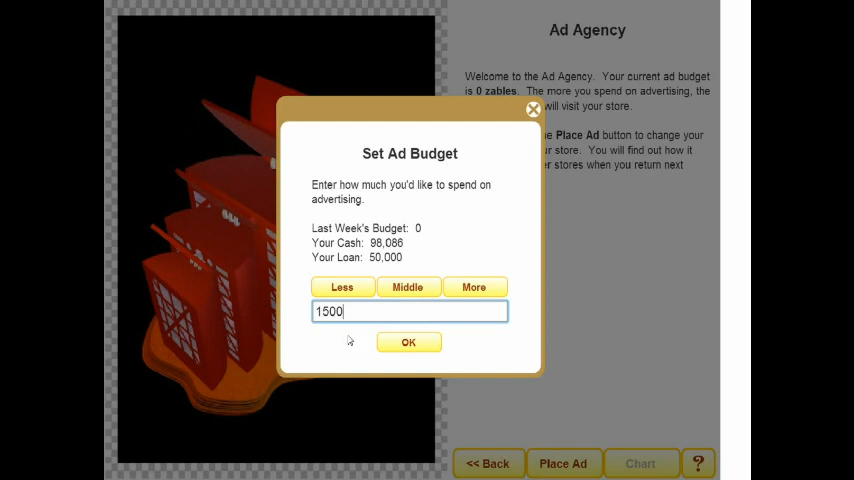 Ad Agency
Welcome to the Ad Agency. Your current ad budget
is 0 zables. The more you spend on advertising, the
will visit your store.
Place Ad button to change your
r store. You will find out how it
er stores when you return next
Set Ad Budget
Enter how much you'd like to spend on
advertising.
Last Week's Budget: 0
Your Cash: 98,086
Your Loan: 50,000
Less
Middle
More
1500
OK
<< Back
Place Ad
Chart
?